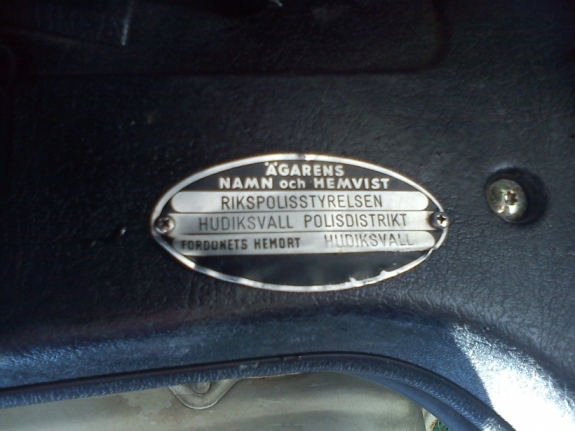 ÄGARENS
NAMN och HEMVIST
RIKSPOLISSTYRELSEN
HUDIKSVALL POLISDISTRIKT
FORDONETS HEMORT HUDIKSVALL